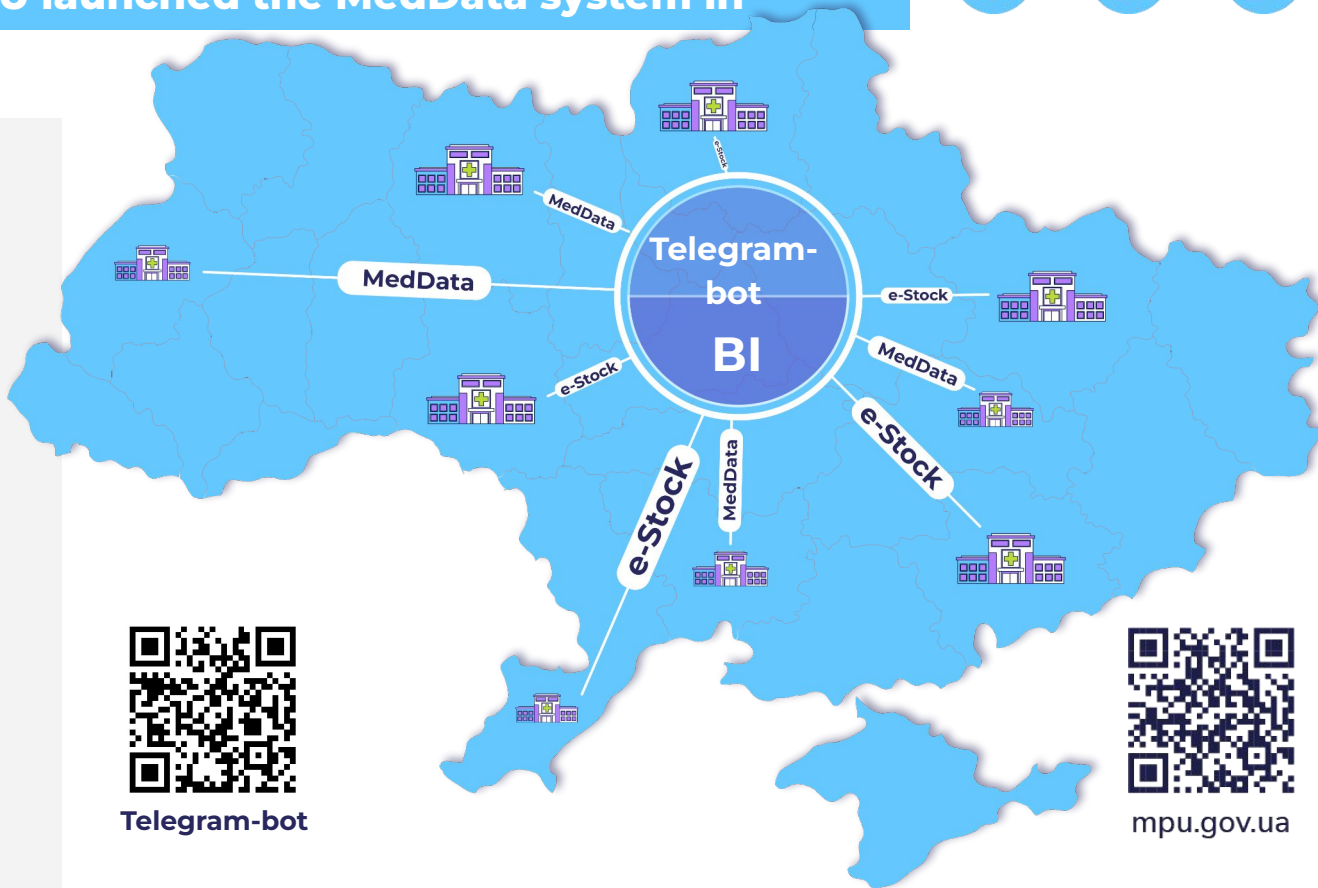 launched the MedData system in
e-Stock
MedData
Telegram-
bot
BI
MedData
e-Stock
e-Stock
MedData
e-Stock
e-Stock
MedData
Telegram-bot
mpu.gov.ua